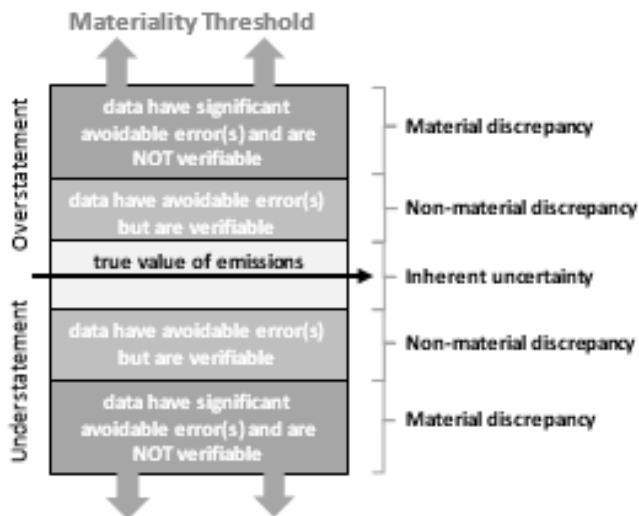 Materiality Threshold
Overstatement
data have significant
avoidable error(s) and are
NOT verifiable
Material discrepancy
data have avoidable error(s)
but are verifiable
Non-material discrepancy
true value of emissions
Inherent uncertainty
Understatement
data have avoidable error(s)
but are verifiable
Non-material discrepancy
data have significant
avoidable error(s) and are
NOT verifiable
Material discrepancy